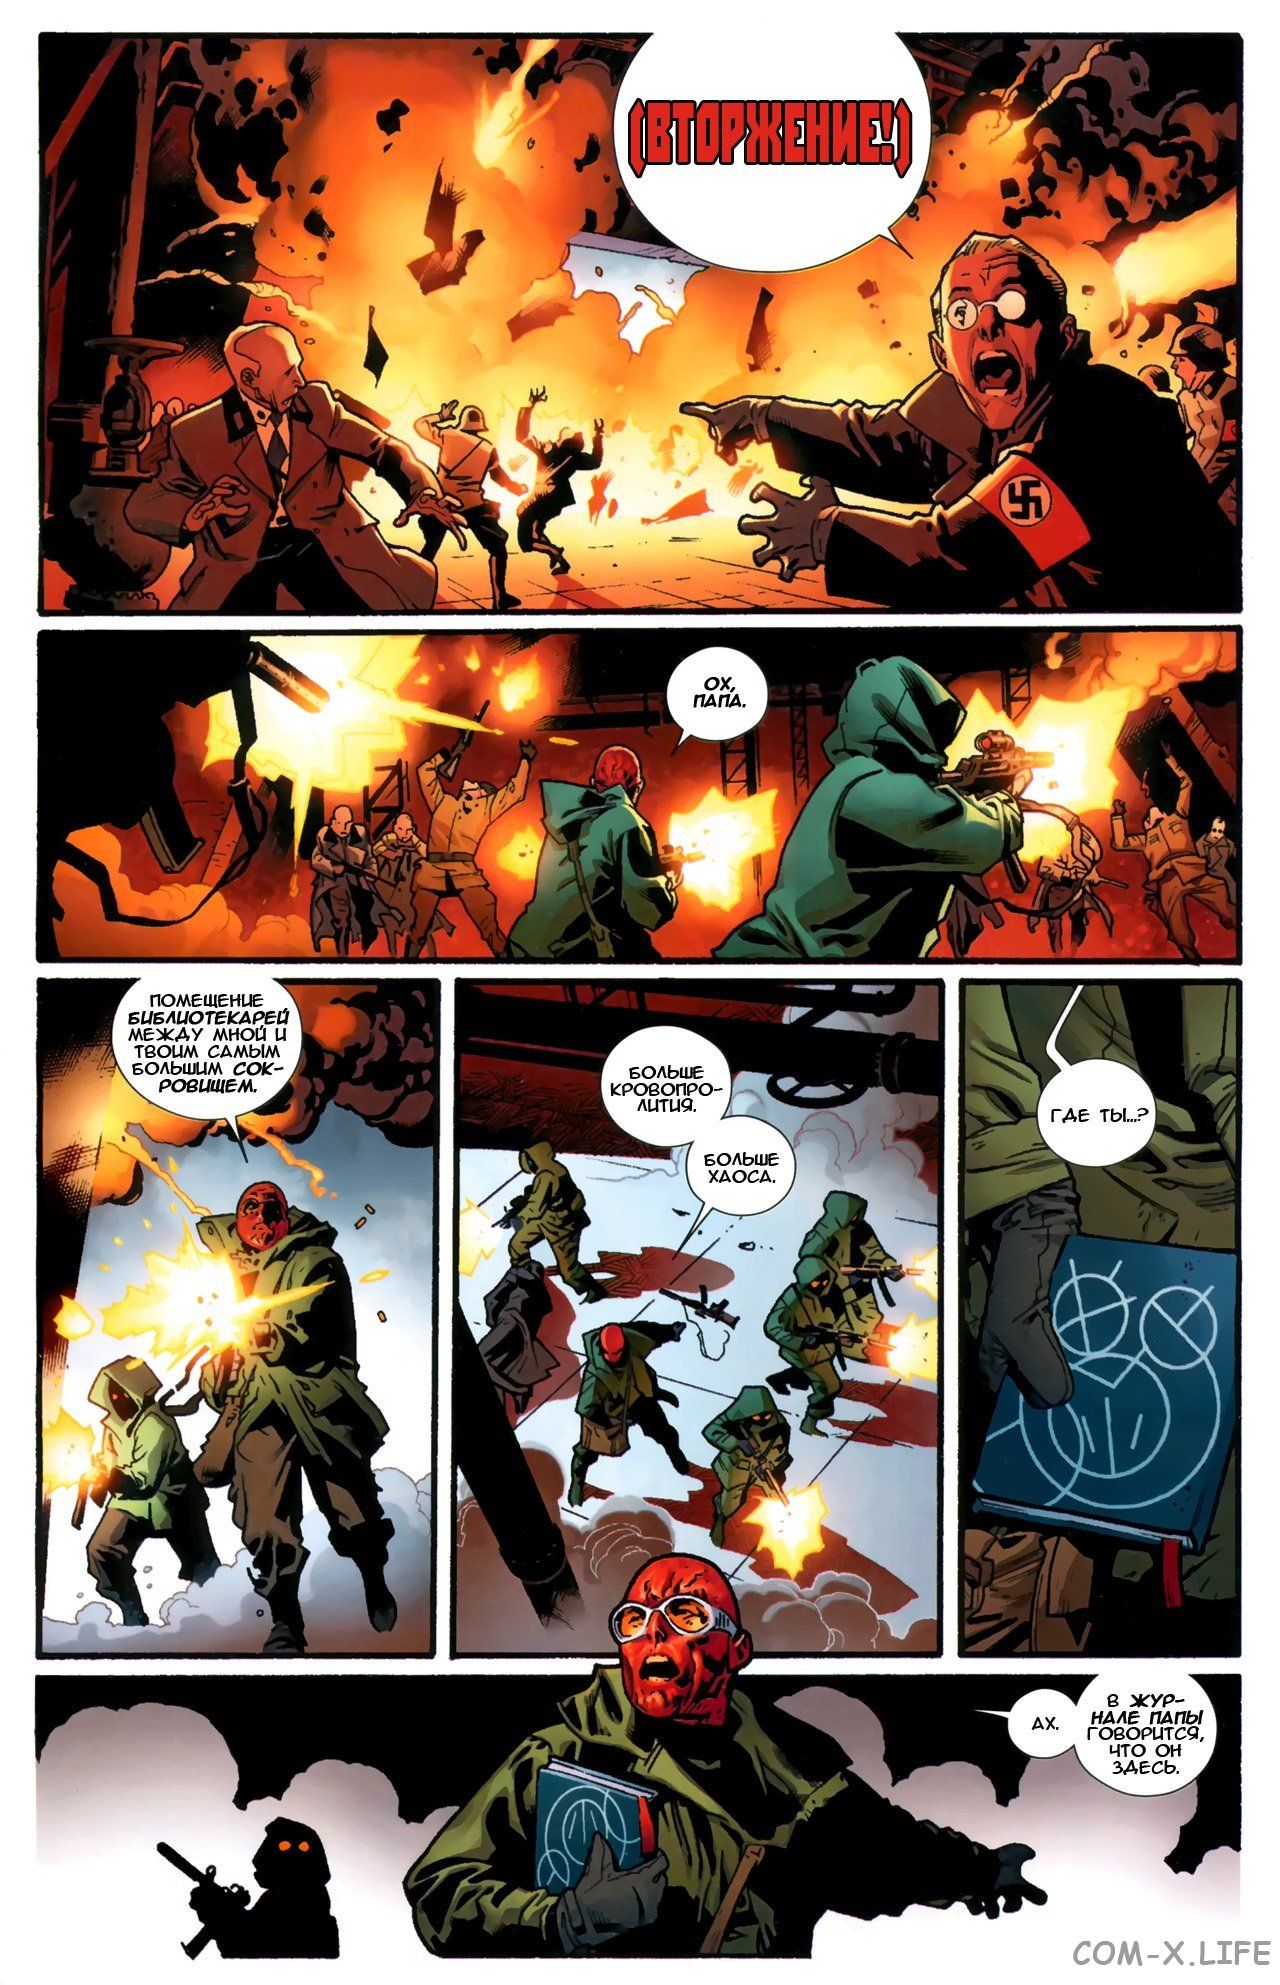 (ВТОРЖЕНИЕ!)
ОХ,
ПАПА.
ПОМЕЩЕНИЕ
БИБЛИОТЕКАРЕЙ
МЕЖДУ МНОЙ И
ТВОИМ САМЫМ
БОЛЬШИМ СОК-
РОВИЩЕМ.
БОЛЬШЕ
КРОВОПРО-
ЛИТИЯ.
БОЛЬШЕ
ХАОСА.
ГДЕ ТЫ...?
АХ.
В ЖУР-
НАЛЕ ПАПЫ
ГОВОРИТСЯ,
ЧТО ОН
ЗДЕСЬ.
COM-X.LIFE